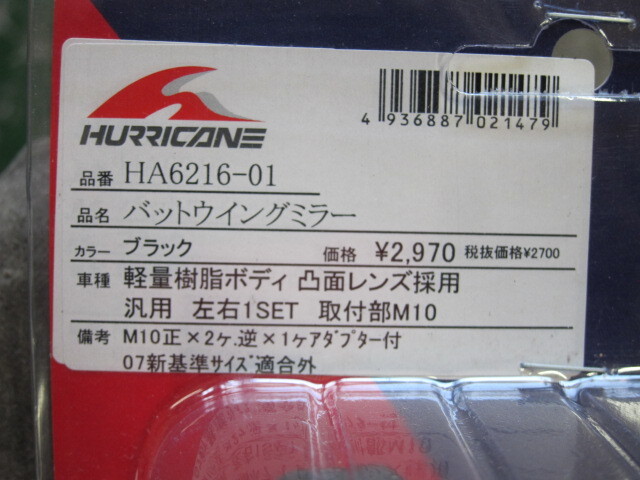 HURRICANE
4 936887 021479
品番 HA6216-01
品名 バットウイングミラー
カラー ブラック 価格 ¥2,970 税抜価格¥2700
車種 軽量樹脂ボディ 凸面レンズ採用
汎用 左右1SET 取付部M10
備考 M10正×2ヶ.逆×1ヶアダプター付
07新基準サイズ適合外